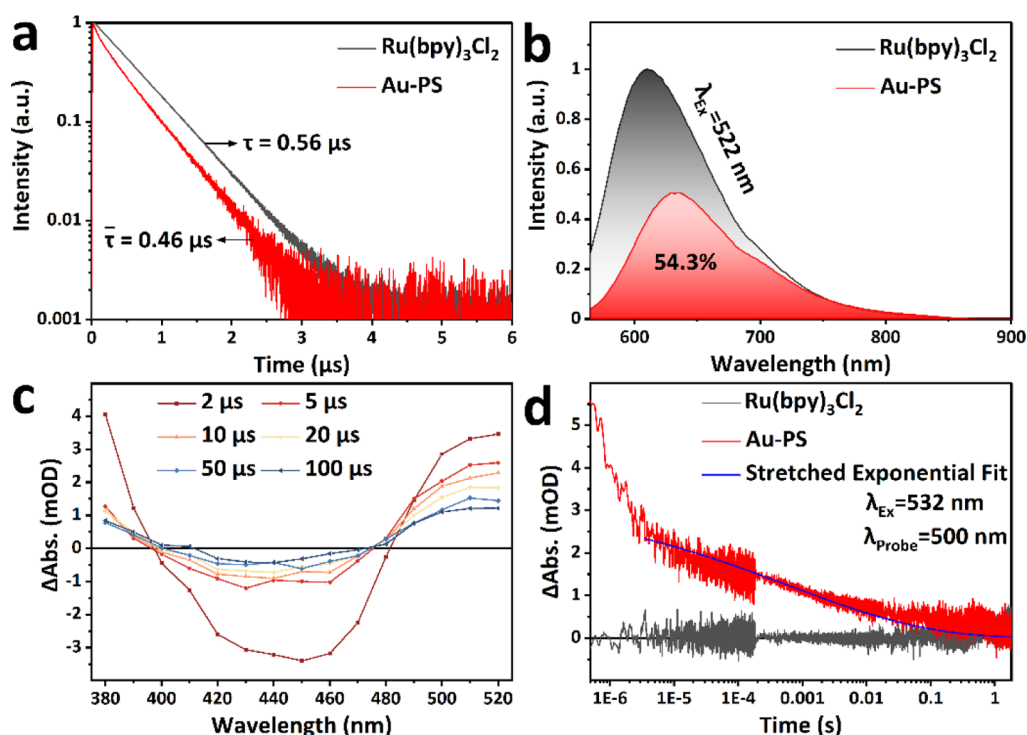 a
Ru(bpy)₃Cl₂
Au-PS
τ = 0.56 µs
τ̄ = 0.46 µs
Intensity (a.u.)
1
0.1
0.01
0.001
0 1 2 3 4 5 6
Time (µs)
b
Ru(bpy)₃Cl₂
Au-PS
λEx=522 nm
54.3%
Intensity (a.u.)
1
0.8
0.6
0.4
0.2
0
600 700 800 900
Wavelength (nm)
c
2 µs 5 µs
10 µs 20 µs
50 µs 100 µs
ΔAbs. (mOD)
4
3
2
1
0
-1
-2
-3
380 400 420 440 460 480 500 520
Wavelength (nm)
d
Ru(bpy)₃Cl₂
Au-PS
Stretched Exponential Fit
λEx=532 nm
λProbe=500 nm
ΔAbs. (mOD)
5
4
3
2
1
0
1E-6 1E-5 1E-4 0.001 0.01 0.1 1
Time (s)